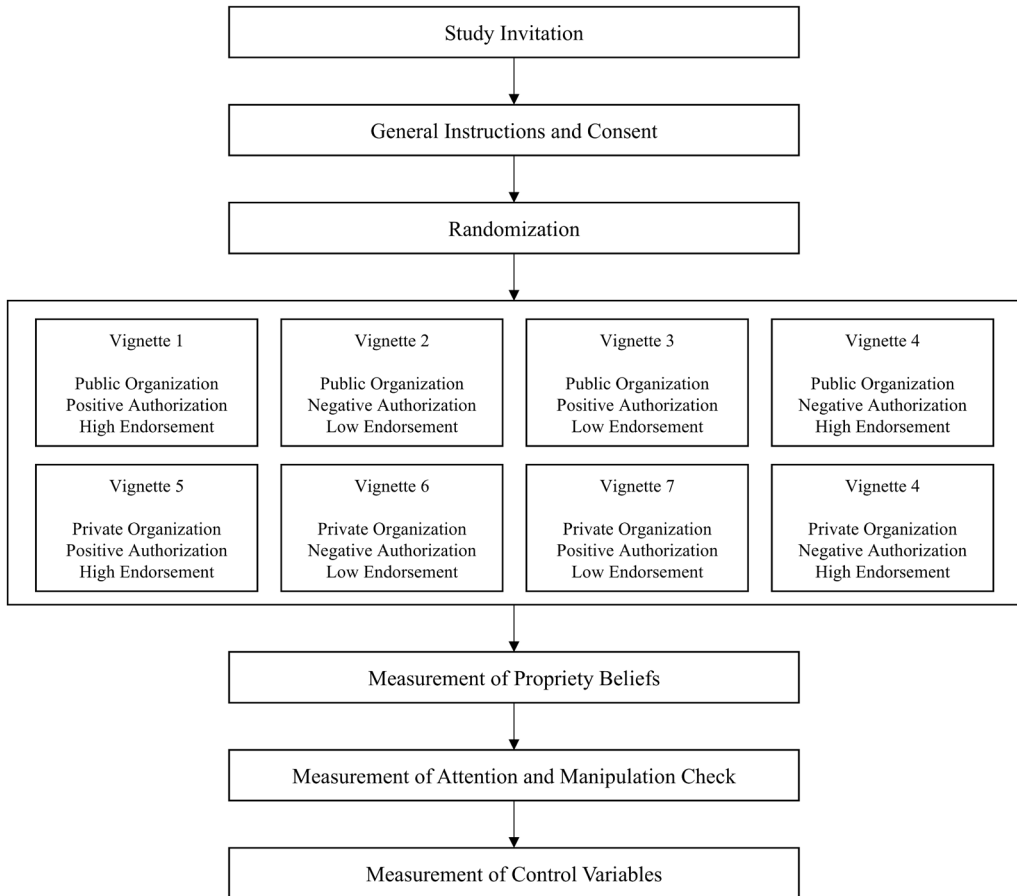 Study Invitation
General Instructions and Consent
Randomization
Vignette 1
Public Organization
Positive Authorization
High Endorsement
Vignette 2
Public Organization
Negative Authorization
Low Endorsement
Vignette 3
Public Organization
Positive Authorization
Low Endorsement
Vignette 4
Public Organization
Negative Authorization
High Endorsement
Vignette 5
Private Organization
Positive Authorization
High Endorsement
Vignette 6
Private Organization
Negative Authorization
Low Endorsement
Vignette 7
Private Organization
Positive Authorization
Low Endorsement
Vignette 4
Private Organization
Negative Authorization
High Endorsement
Measurement of Propriety Beliefs
Measurement of Attention and Manipulation Check
Measurement of Control Variables